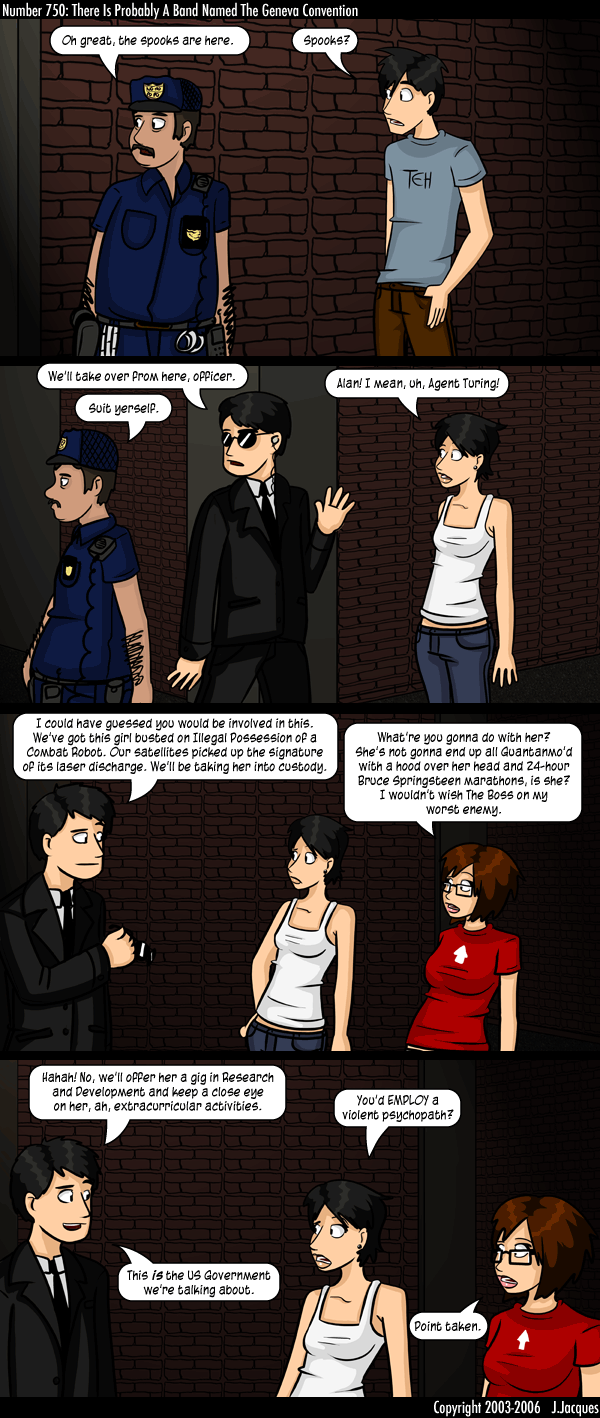 Number 750: There Is Probably A Band Named The Geneva Convention
Oh great, the spooks are here.
Spooks?
TEH
We'll take over from here, officer.
Suit yerself.
Alan! I mean, uh, Agent Turing!
I could have guessed you would be involved in this.
We've got this girl busted on Illegal Possession of a
Combat Robot. Our satellites picked up the signature
of its laser discharge. We'll be taking her into custody.
What're you gonna do with her?
She's not gonna end up all Guantanmo'd
with a hood over her head and 24-hour
Bruce Springsteen marathons, is she?
I wouldn't wish The Boss on my
worst enemy.
Hahah! No, we'll offer her a gig in Research
and Development and keep a close eye
on her, ah, extracurricular activities.
You'd EMPLOY a
violent psychopath?
This is the US Government
we're talking about.
Point taken.
Copyright 2003-2006 J.Jacques